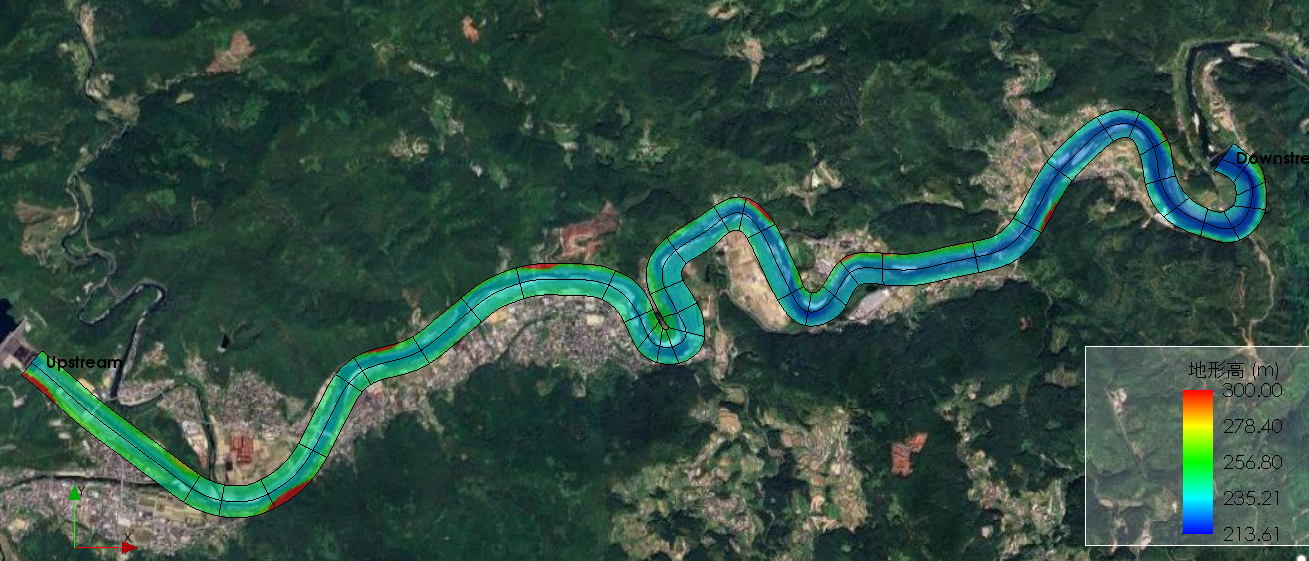 Downstre
Upstream
地形高 (m)
300.00
278.40
256.80
235.21
213.61
Y
X